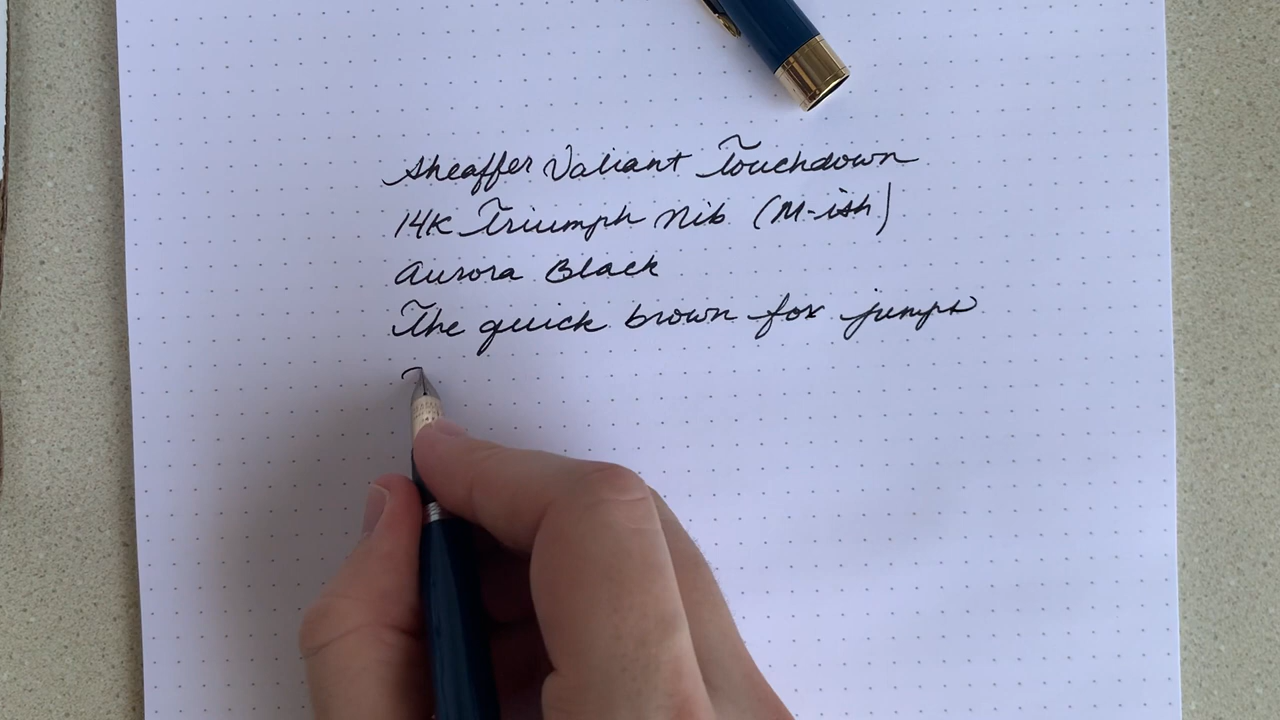 Sheaffer Valiant Touchdown
14K Triumph Nib (M-ish)
Aurora Black
The quick brown fox jumps